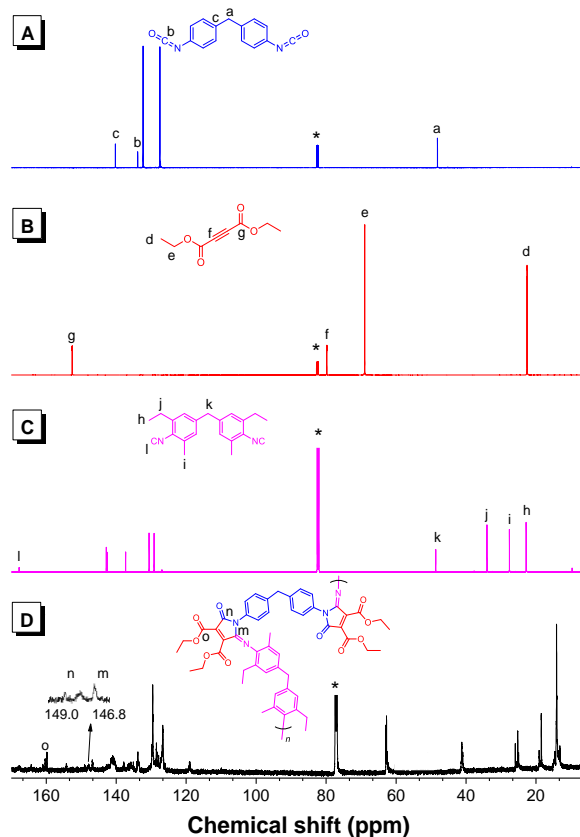 A
a
c
b
O
C
N
N
C
O
c
b
*
a
B
d
e
f
g
O
O
O
O
g
*
f
e
d
C
j
h
k
l
CN
i
NC
*
l
k
j
i
h
D
O
n
N
o
O
O
O
O
m
N
N
N
O
O
O
O
O
n
*
n m
149.0 146.8
o
160 140 120 100 80 60 40 20
Chemical shift (ppm)